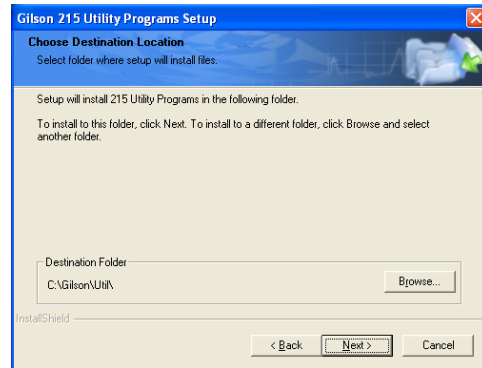 Gilson 215 Utility Programs Setup
Choose Destination Location
Select folder where setup will install files.
Setup will install 215 Utility Programs in the following folder.
To install to this folder, click Next. To install to a different folder, click Browse and select
another folder.
Destination Folder
C:\Gilson\Util\
Browse...
InstallShield
< Back
Next >
Cancel